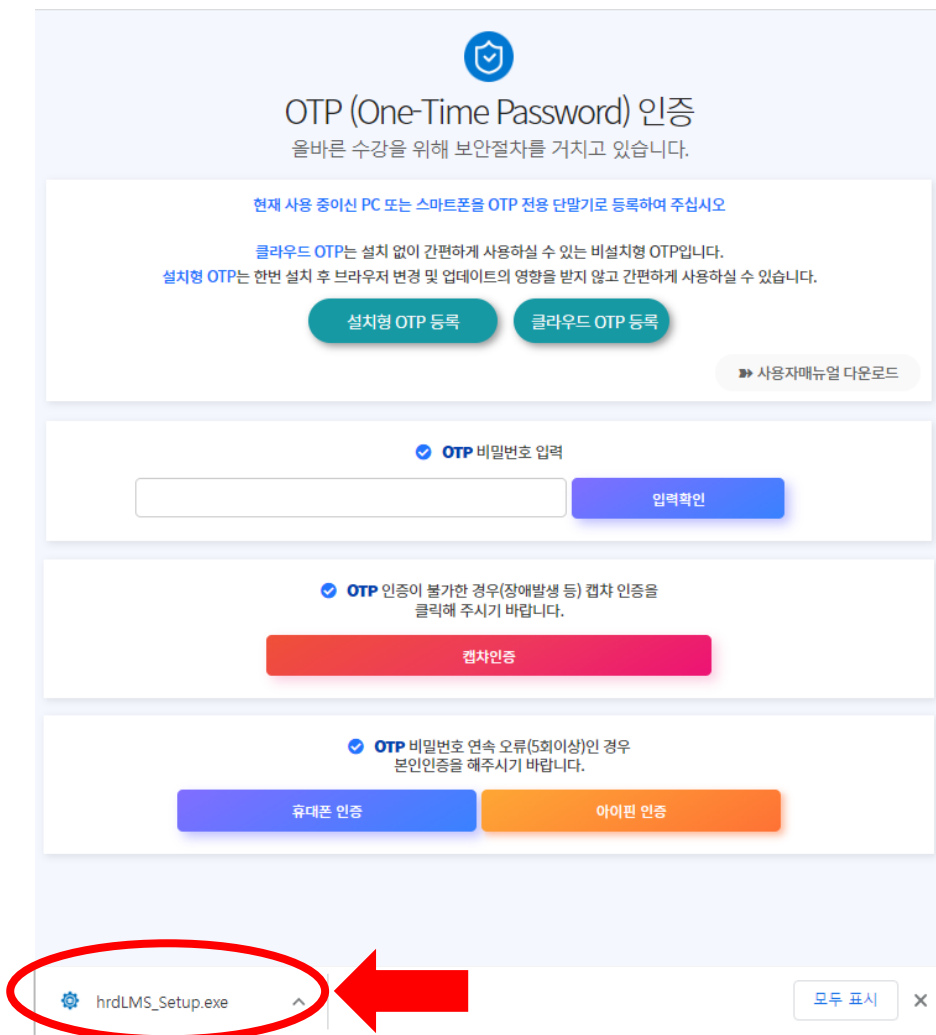 OTP (One-Time Password) 인증
올바른 수강을 위해 보안절차를 거치고 있습니다.
현재 사용 중이신 PC 또는 스마트폰을 OTP 전용 단말기로 등록하여 주십시오
클라우드 OTP는 설치 없이 간편하게 사용하실 수 있는 비설치형 OTP입니다.
설치형 OTP는 한번 설치 후 브라우저 변경 및 업데이트의 영향을 받지 않고 간편하게 사용하실 수 있습니다.
설치형 OTP 등록
클라우드 OTP 등록
사용자매뉴얼 다운로드
OTP 비밀번호 입력
입력확인
OTP 인증이 불가한 경우(장애발생 등) 캡챠 인증을
클릭해 주시기 바랍니다.
캡챠인증
OTP 비밀번호 연속 오류(5회이상)인 경우
본인인증을 해주시기 바랍니다.
휴대폰 인증
아이핀 인증
hrdLMS_Setup.exe
모두 표시